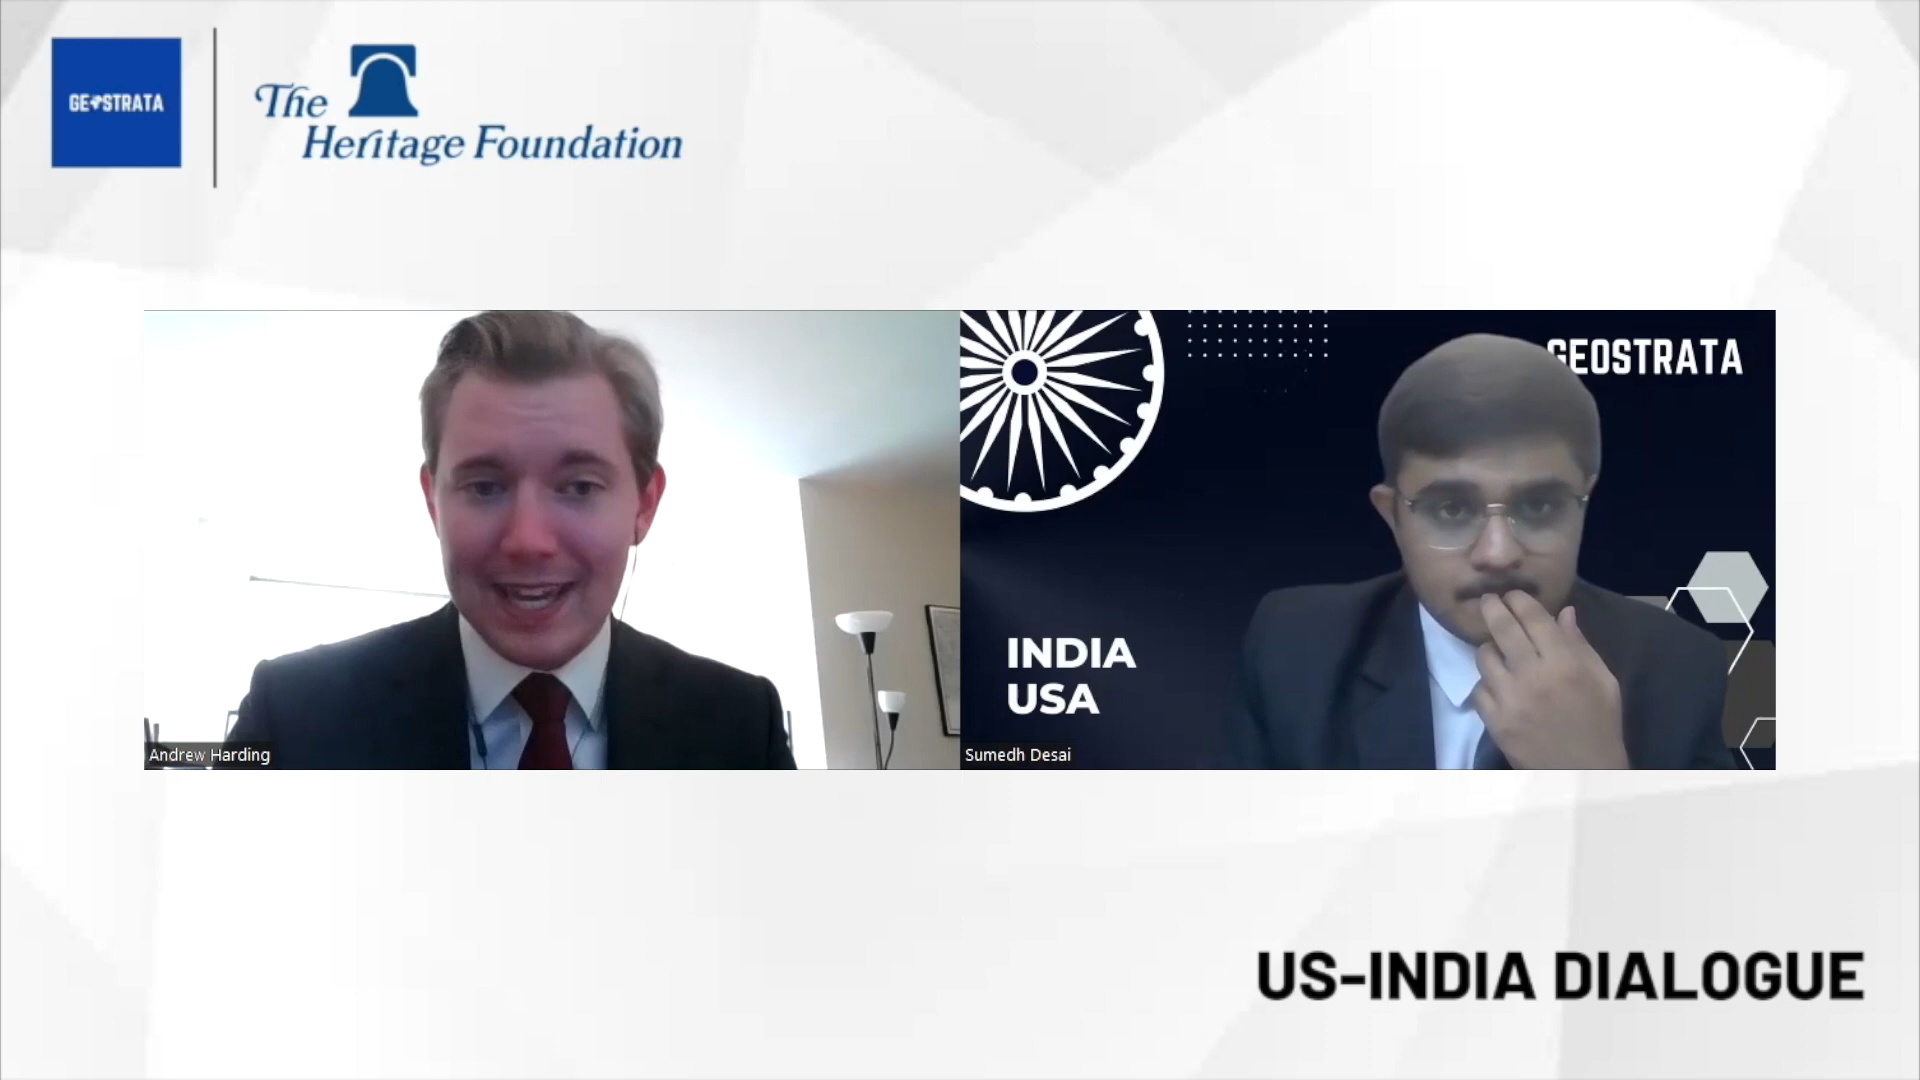 GEOSTRATA
The
Heritage Foundation
GEOSTRATA
INDIA
USA
Andrew Harding
Sumedh Desai
US-INDIA DIALOGUE